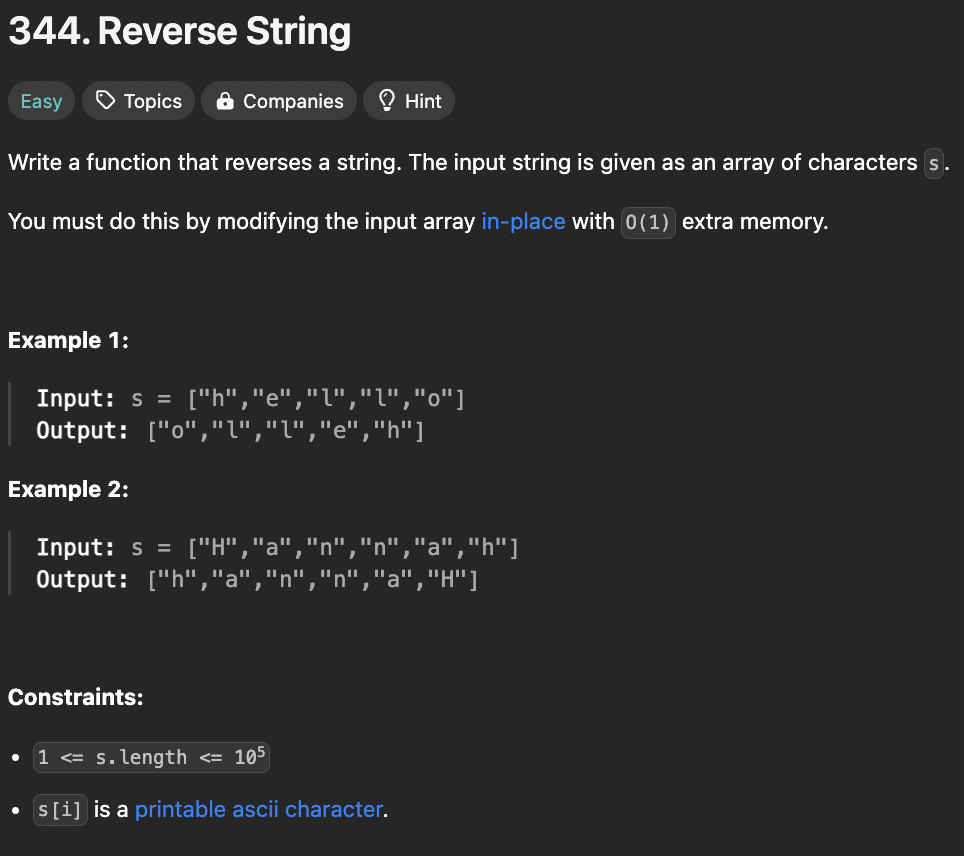 344. Reverse String
Easy Topics Companies Hint
Write a function that reverses a string. The input string is given as an array of characters s.
You must do this by modifying the input array in-place with O(1) extra memory.
Example 1:
Input: s = ["h","e","l","l","o"]
Output: ["o","l","l","e","h"]
Example 2:
Input: s = ["H","a","n","n","a","h"]
Output: ["h","a","n","n","a","H"]
Constraints:
• 1 <= s.length <= 10⁵
• s[i] is a printable ascii character.